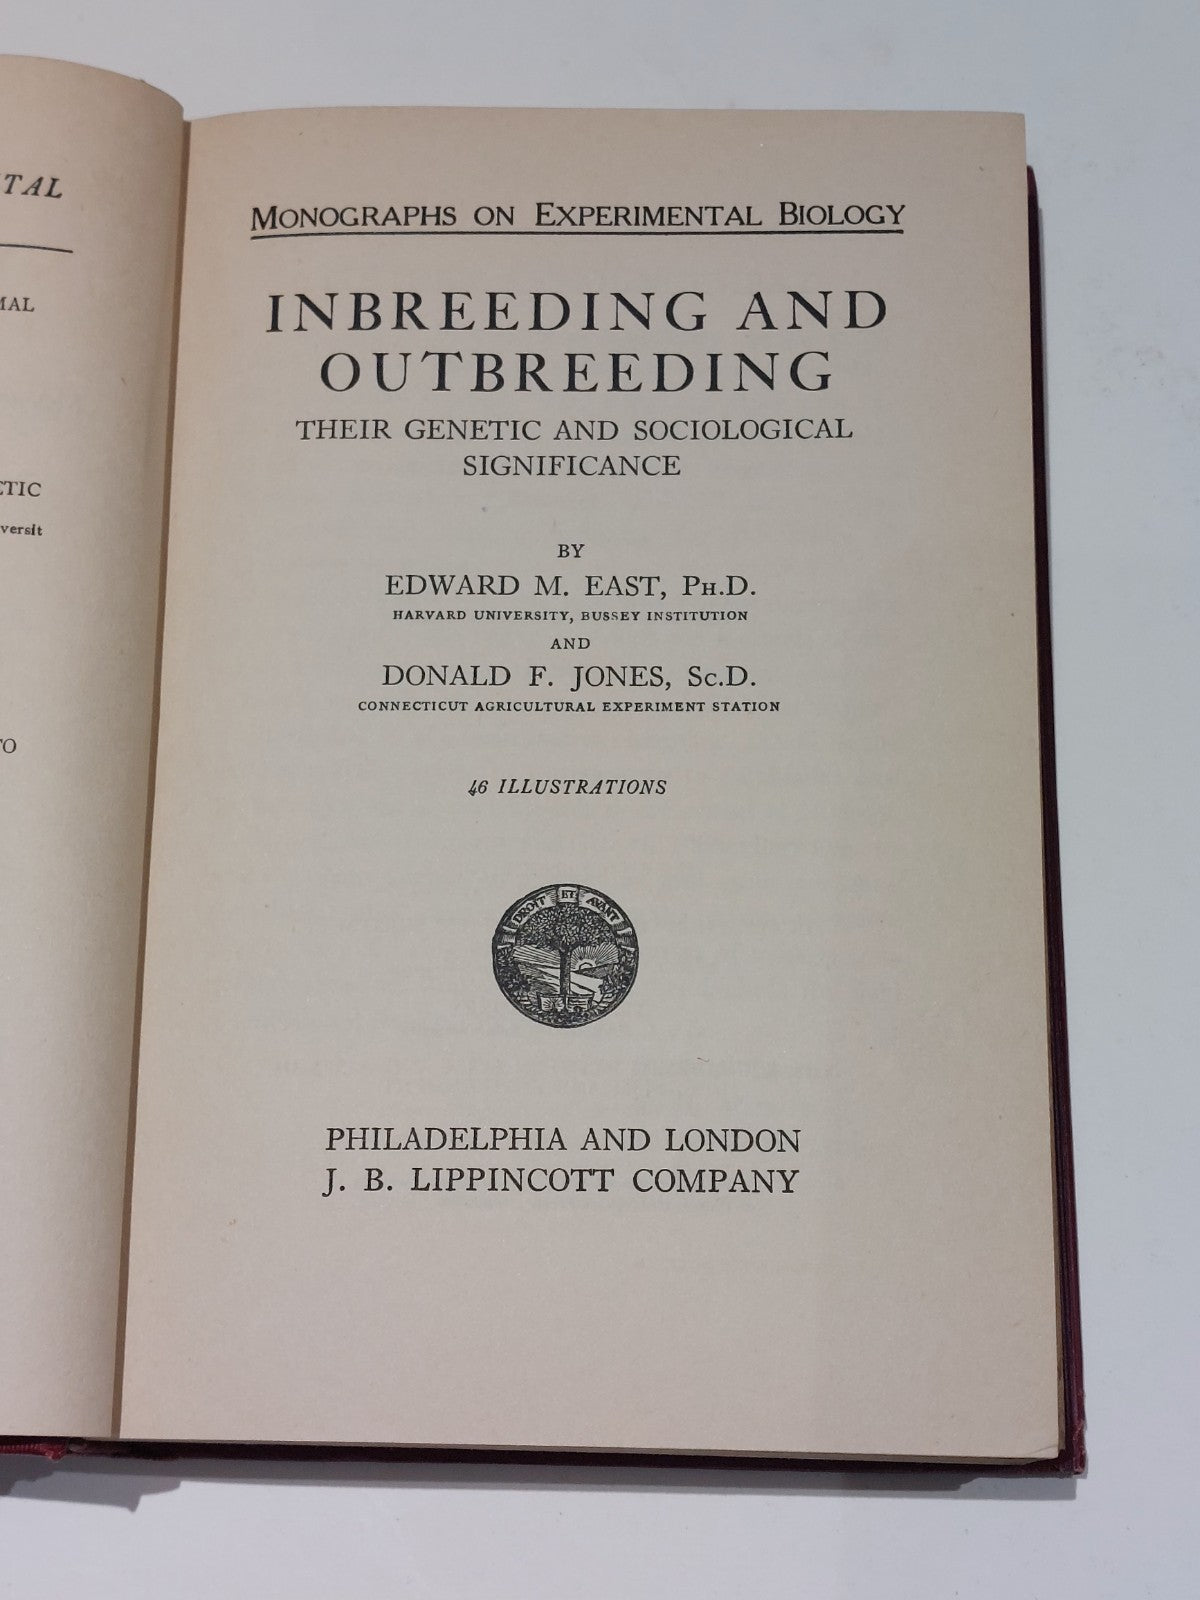 TAL
MAL
CTIC
versit
TO
MONOGRAPHS ON EXPERIMENTAL BIOLOGY
INBREEDING AND
OUTBREEDING
THEIR GENETIC AND SOCIOLOGICAL
SIGNIFICANCE
BY
EDWARD M. EAST, PH.D.
HARVARD UNIVERSITY, BUSSEY INSTITUTION
AND
DONALD F. JONES, SC.D.
CONNECTICUT AGRICULTURAL EXPERIMENT STATION
46 ILLUSTRATIONS
DROIT ET AVANT
PHILADELPHIA AND LONDON
J. B. LIPPINCOTT COMPANY